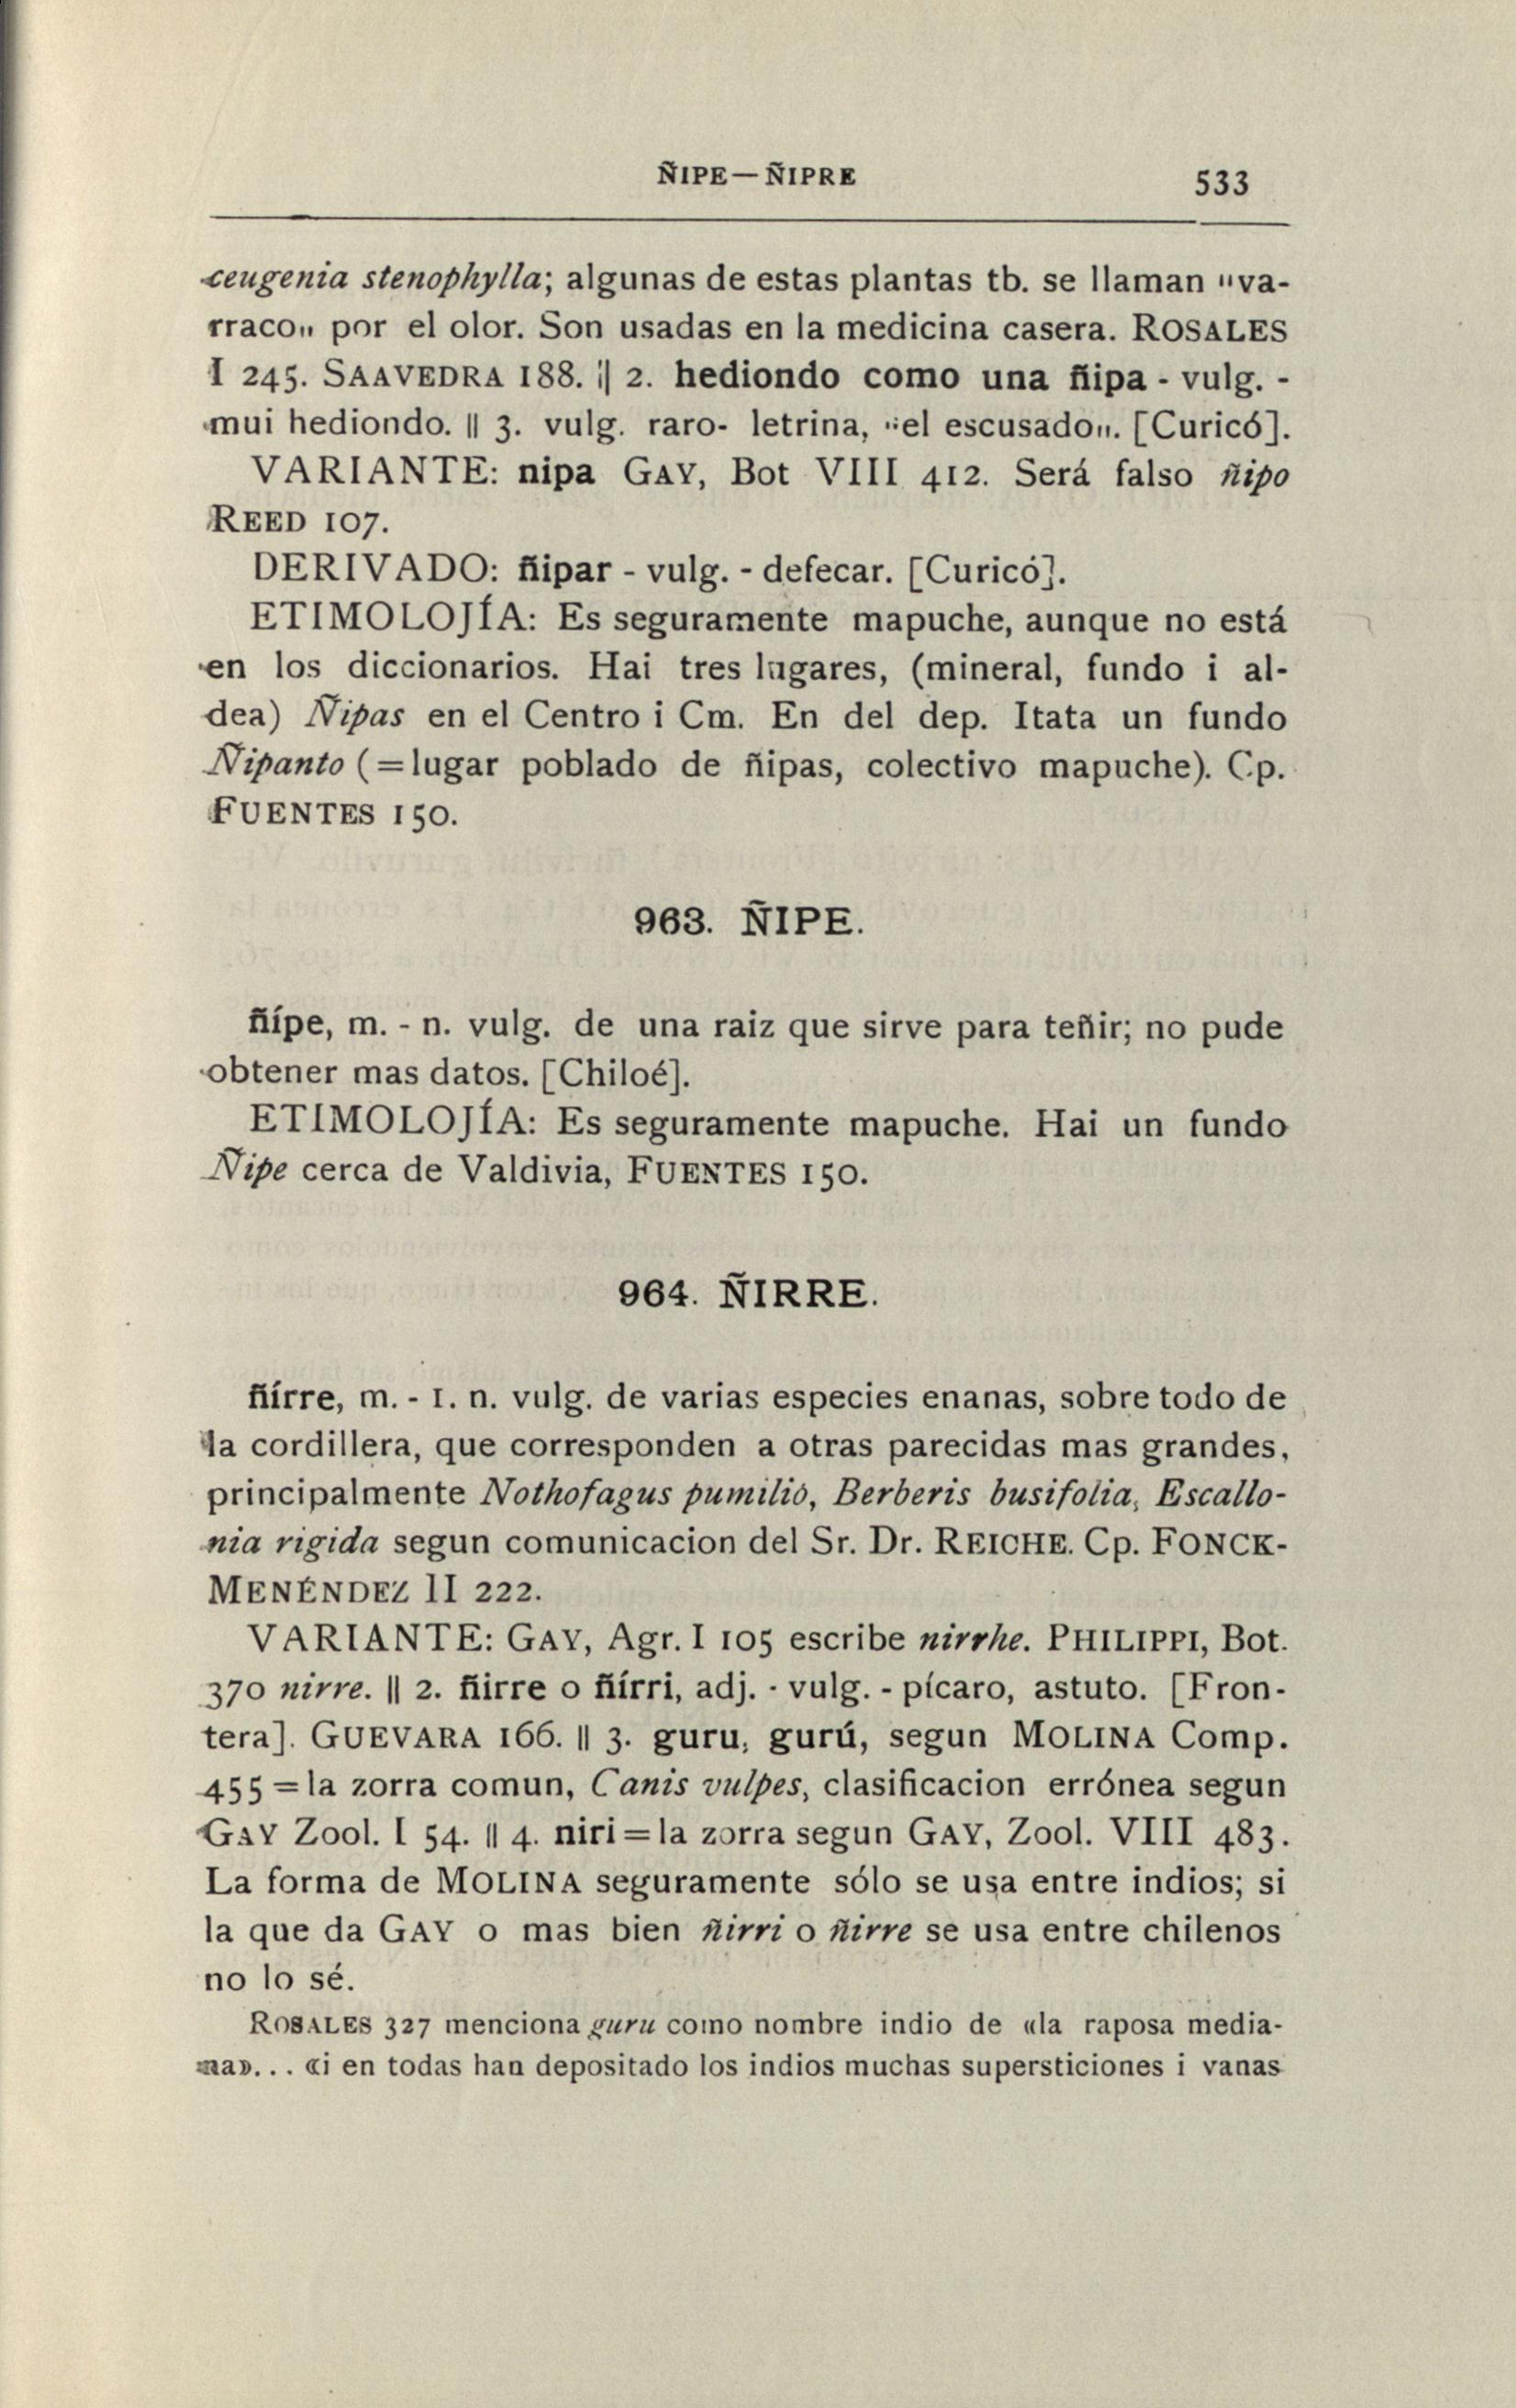 ÑIPE—ÑIPRE 533
ceugenia stenophylla; algunas de estas plantas tb. se llaman "va-
rraco" por el olor. Son usadas en la medicina casera. ROSALES
I 245. SAAVEDRA 188. || 2. hediondo como una ñipa - vulg. -
mui hediondo. || 3. vulg. raro- letrina, "el escusado". [Curicó].
VARIANTE: nipa GAY, Bot VIII 412. Será falso ñipo
REED 107.
DERIVADO: ñipar - vulg. - defecar. [Curicó].
ETIMOLOJÍA: Es seguramente mapuche, aunque no está
en los diccionarios. Hai tres lugares, (mineral, fundo i al-
dea) Ñipas en el Centro i Cm. En del dep. Itata un fundo
Ñipanto (=lugar poblado de ñipas, colectivo mapuche). Cp.
FUENTES 150.
963. ÑIPE.
ñípe, m. - n. vulg. de una raiz que sirve para teñir; no pude
obtener mas datos. [Chiloé].
ETIMOLOJÍA: Es seguramente mapuche. Hai un fundo
Ñipe cerca de Valdivia, FUENTES 150.
964. ÑIRRE.
ñírre, m. - 1. n. vulg. de varias especies enanas, sobre todo de
la cordillera, que corresponden a otras parecidas mas grandes,
principalmente Nothofagus pumilio, Berberis busifolia, Escallo-
nia rigida segun comunicacion del Sr. Dr. REICHE. Cp. FONCK-
MENÉNDEZ II 222.
VARIANTE: GAY, Agr. I 105 escribe nirrhe. PHILIPPI, Bot.
370 nirre. || 2. ñirre o ñírri, adj. - vulg. - pícaro, astuto. [Fron-
tera]. GUEVARA 166. || 3. guru, gurú, segun MOLINA Comp.
455 = la zorra comun, Canis vulpes, clasificacion errónea segun
GAY Zool. I 54. || 4. niri = la zorra segun GAY, Zool. VIII 483.
La forma de MOLINA seguramente sólo se usa entre indios; si
la que da GAY o mas bien ñirri o ñirre se usa entre chilenos
no lo sé.
ROSALES 327 menciona guru como nombre indio de «la raposa media-
na»... «i en todas han depositado los indios muchas supersticiones i vanas